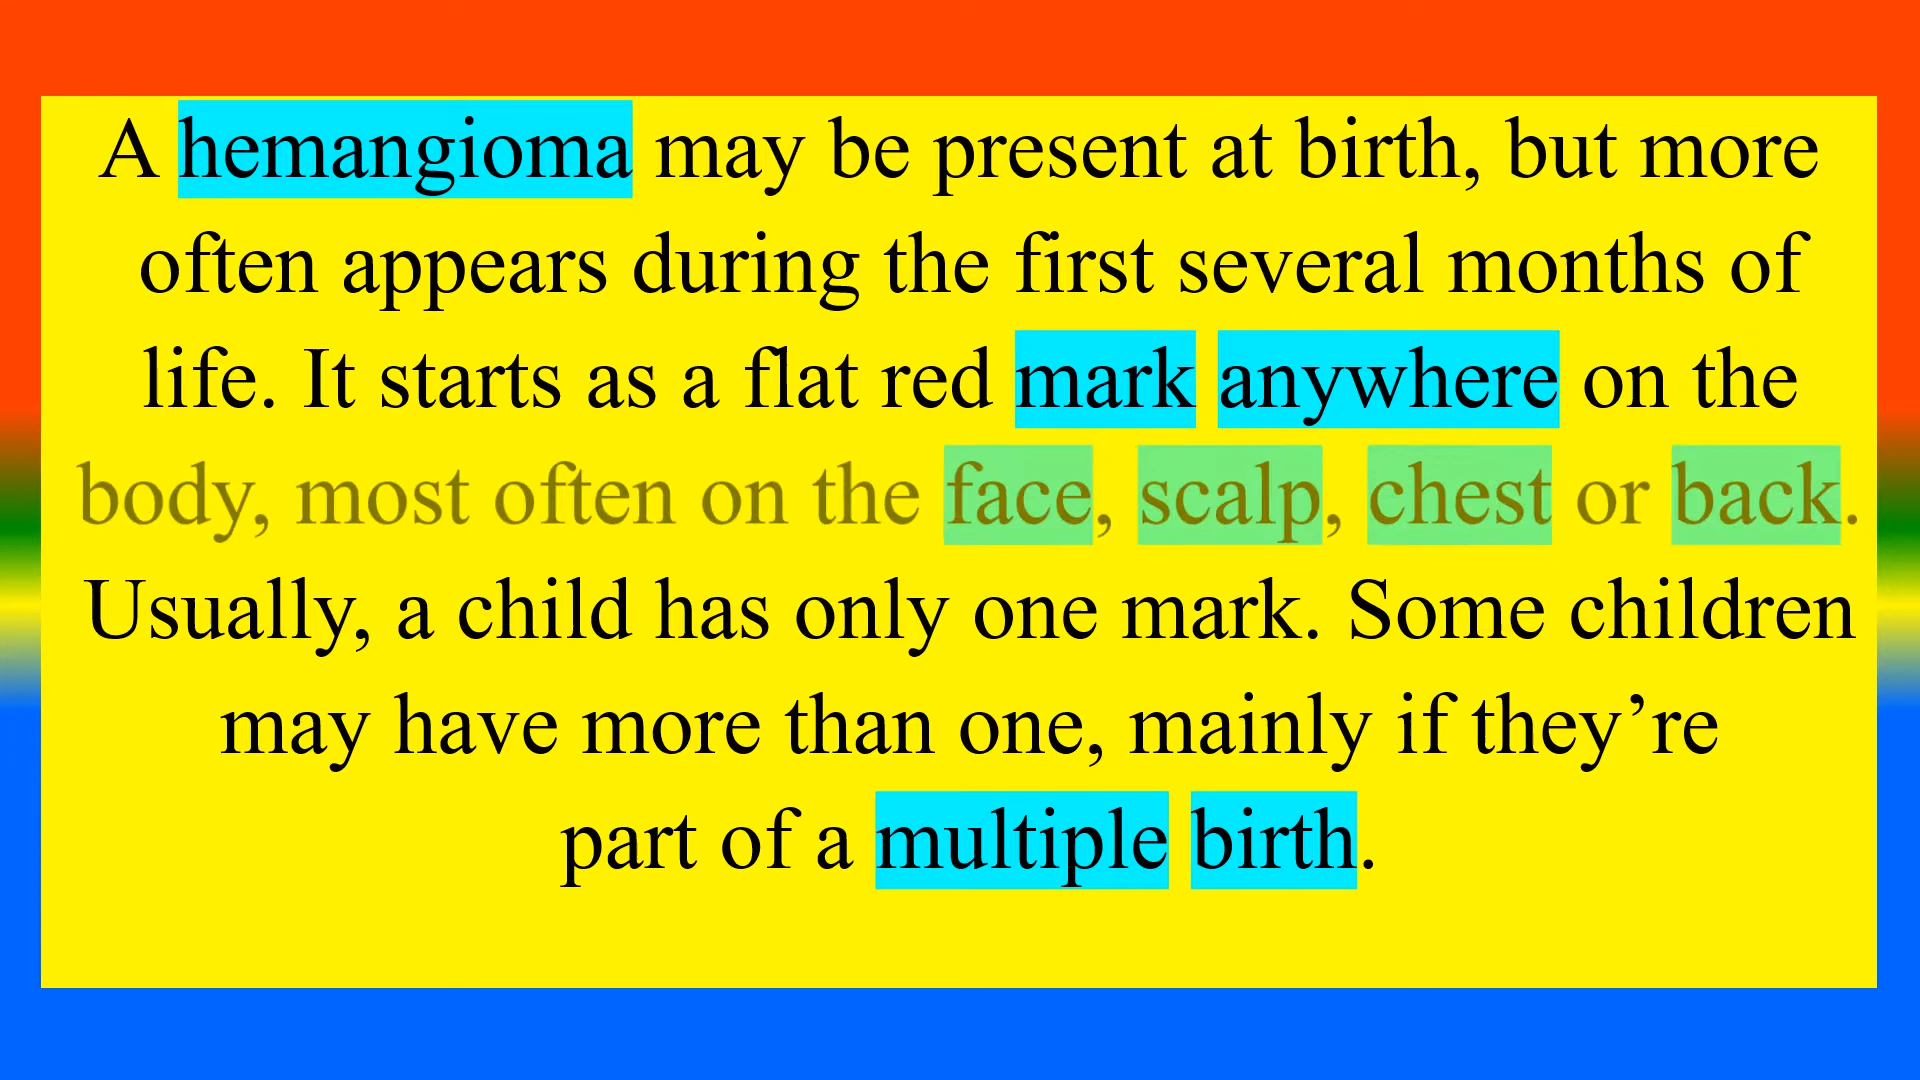 A hemangioma may be present at birth, but more
often appears during the first several months of
life. It starts as a flat red mark anywhere on the
body, most often on the face, scalp, chest or back.
Usually, a child has only one mark. Some children
may have more than one, mainly if they’re
part of a multiple birth.